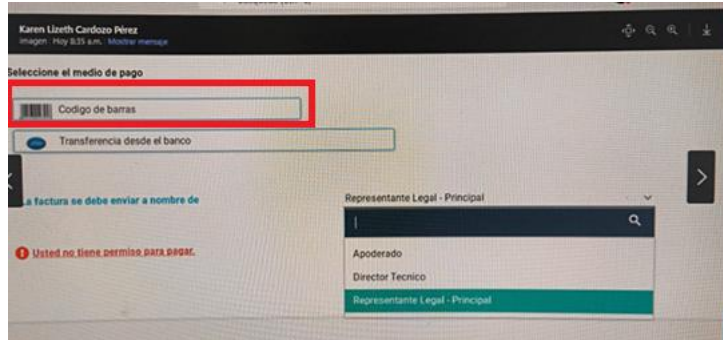 Karen Lizeth Cardozo Pérez
Imagen Hoy 8:35 a.m. Mostrar mensaje
Seleccione el medio de pago
Codigo de barras
Transferencia desde el banco
a factura se debe enviar a nombre de
Representante Legal - Principal
Usted no tiene permiso para pagar.
Apoderado
Director Tecnico
Representante Legal - Principal